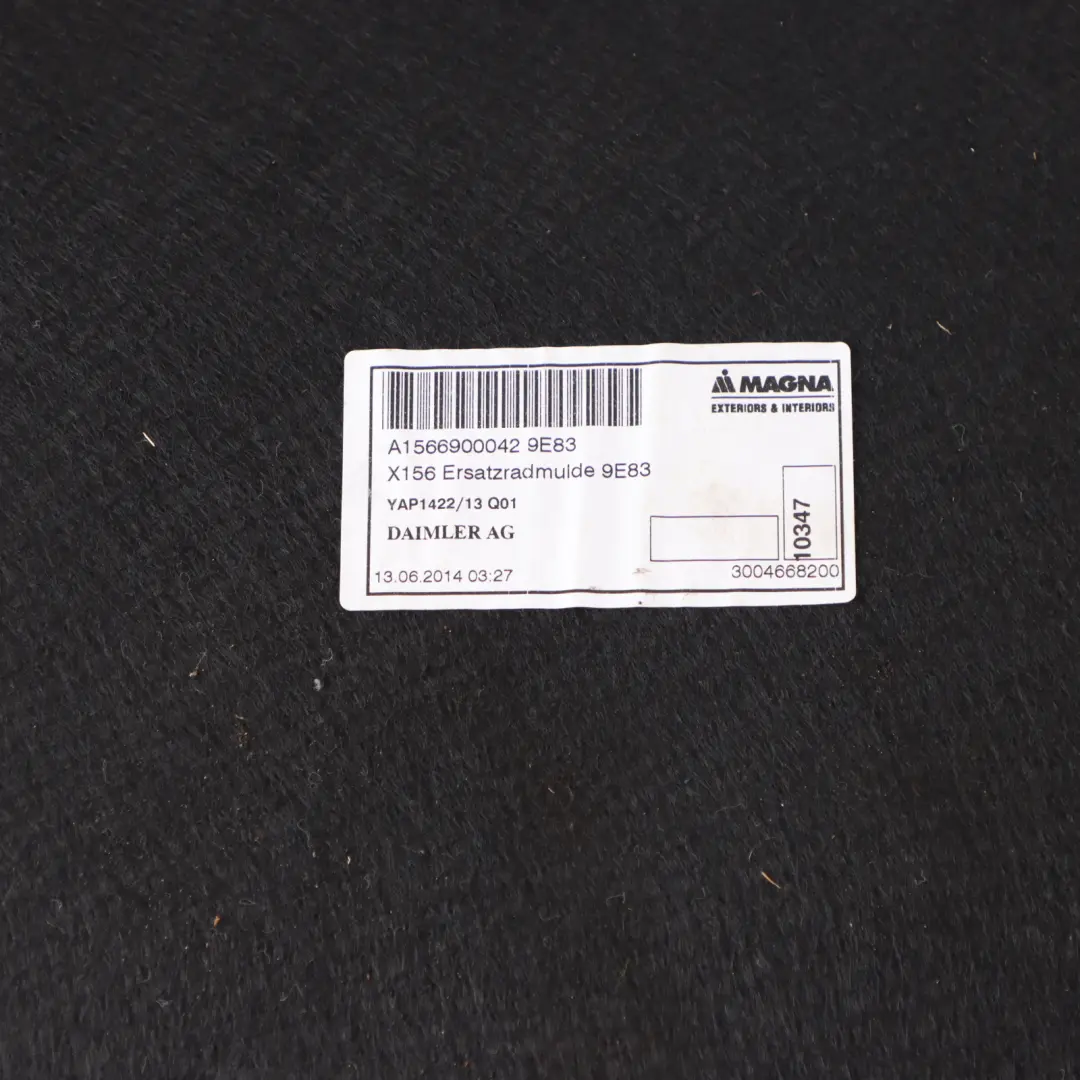 MAGNA
EXTERIORS & INTERIORS
A1566900042 9E83
X156 Ersatzradmulde 9E83
YAP1422/13 Q01
DAIMLER AG
10347
13.06.2014 03:27
3004668200